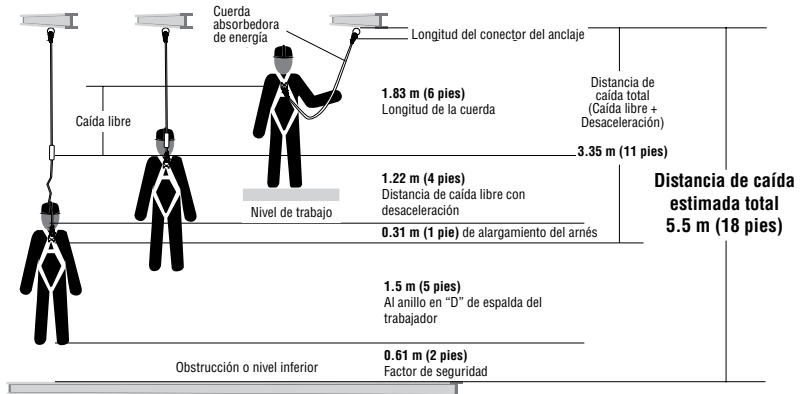 Cuerda
absorbedora
de energía
Longitud del conector del anclaje
Caída libre
1.83 m (6 pies)
Longitud de la cuerda
Distancia de
caída total
(Caída libre +
Desaceleración)
3.35 m (11 pies)
1.22 m (4 pies)
Distancia de caída libre con
desaceleración
Nivel de trabajo
0.31 m (1 pie) de alargamiento del arnés
Distancia de caída
estimada total
5.5 m (18 pies)
1.5 m (5 pies)
Al anillo en “D” de espalda del
trabajador
0.61 m (2 pies)
Factor de seguridad
Obstrucción o nivel inferior